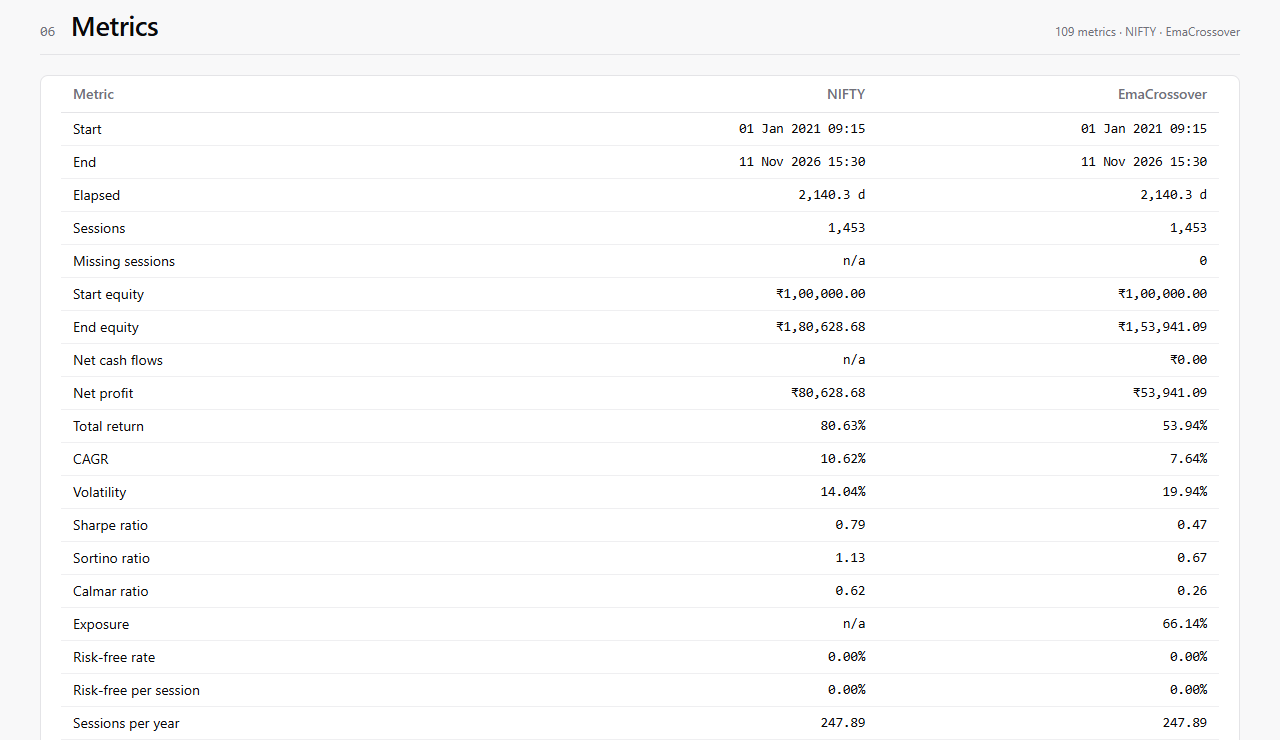 06 Metrics 109 metrics · NIFTY · EmaCrossover
Metric NIFTY EmaCrossover
Start 01 Jan 2021 09:15 01 Jan 2021 09:15
End 11 Nov 2026 15:30 11 Nov 2026 15:30
Elapsed 2,140.3 d 2,140.3 d
Sessions 1,453 1,453
Missing sessions n/a 0
Start equity ₹1,00,000.00 ₹1,00,000.00
End equity ₹1,80,628.68 ₹1,53,941.09
Net cash flows n/a ₹0.00
Net profit ₹80,628.68 ₹53,941.09
Total return 80.63% 53.94%
CAGR 10.62% 7.64%
Volatility 14.04% 19.94%
Sharpe ratio 0.79 0.47
Sortino ratio 1.13 0.67
Calmar ratio 0.62 0.26
Exposure n/a 66.14%
Risk-free rate 0.00% 0.00%
Risk-free per session 0.00% 0.00%
Sessions per year 247.89 247.89